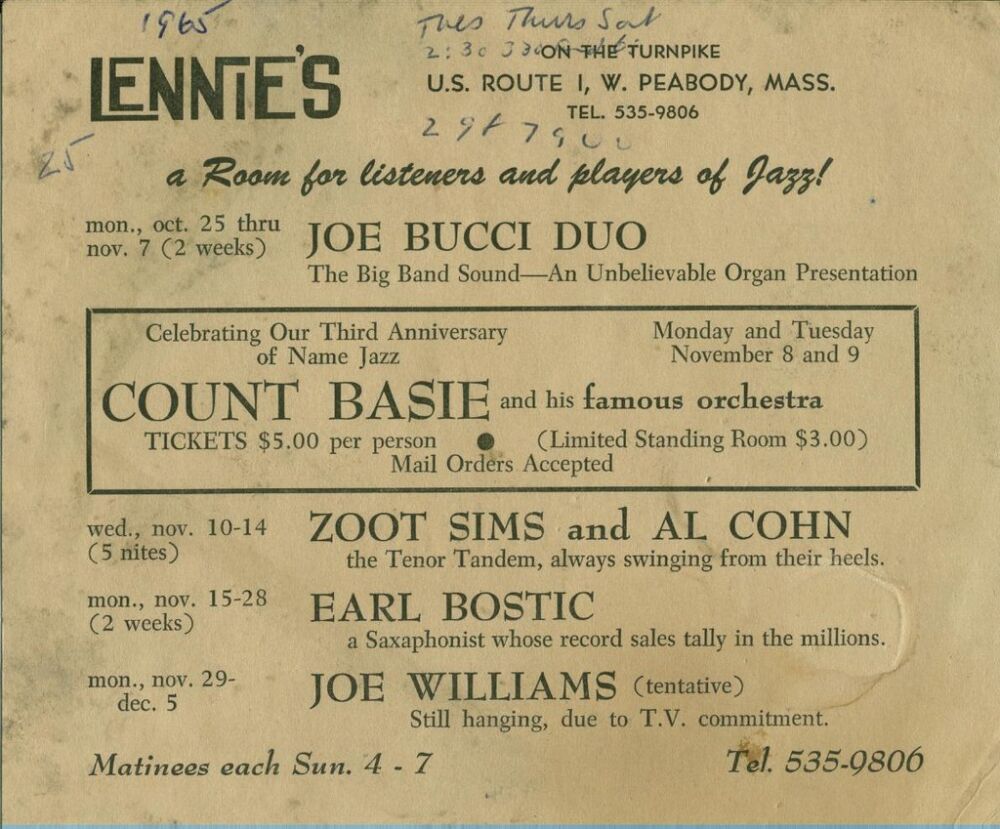 1965
Tues Thurs Sat
2:30 330
ON THE TURNPIKE
LENNIE'S
U.S. ROUTE 1, W. PEABODY, MASS.
TEL. 535-9806
25
a Room for listeners and players of Jazz!
mon., oct. 25 thru
nov. 7 (2 weeks)
JOE BUCCI DUO
The Big Band Sound—An Unbelievable Organ Presentation
Celebrating Our Third Anniversary
of Name Jazz
Monday and Tuesday
November 8 and 9
COUNT BASIE and his famous orchestra
TICKETS $5.00 per person ● (Limited Standing Room $3.00)
Mail Orders Accepted
wed., nov. 10-14
(5 nites)
ZOOT SIMS and AL COHN
the Tenor Tandem, always swinging from their heels.
mon., nov. 15-28
(2 weeks)
EARL BOSTIC
a Saxaphonist whose record sales tally in the millions.
mon., nov. 29-
dec. 5
JOE WILLIAMS (tentative)
Still hanging, due to T.V. commitment.
Matinees each Sun. 4 - 7
Tel. 535-9806